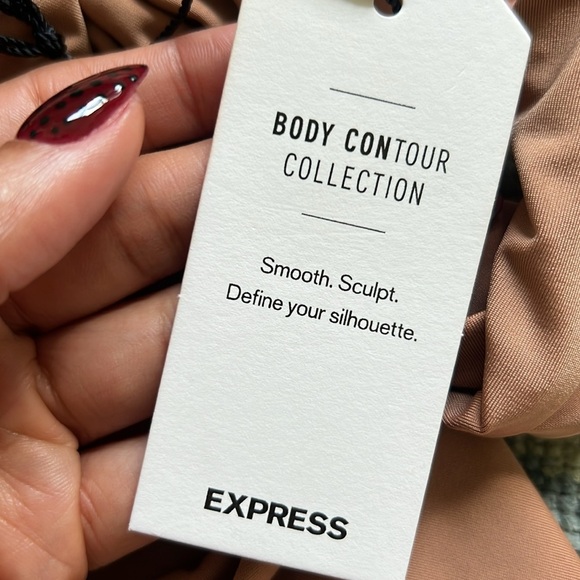 BODY CONTOUR
COLLECTION
Smooth. Sculpt.
Define your silhouette.
EXPRESS